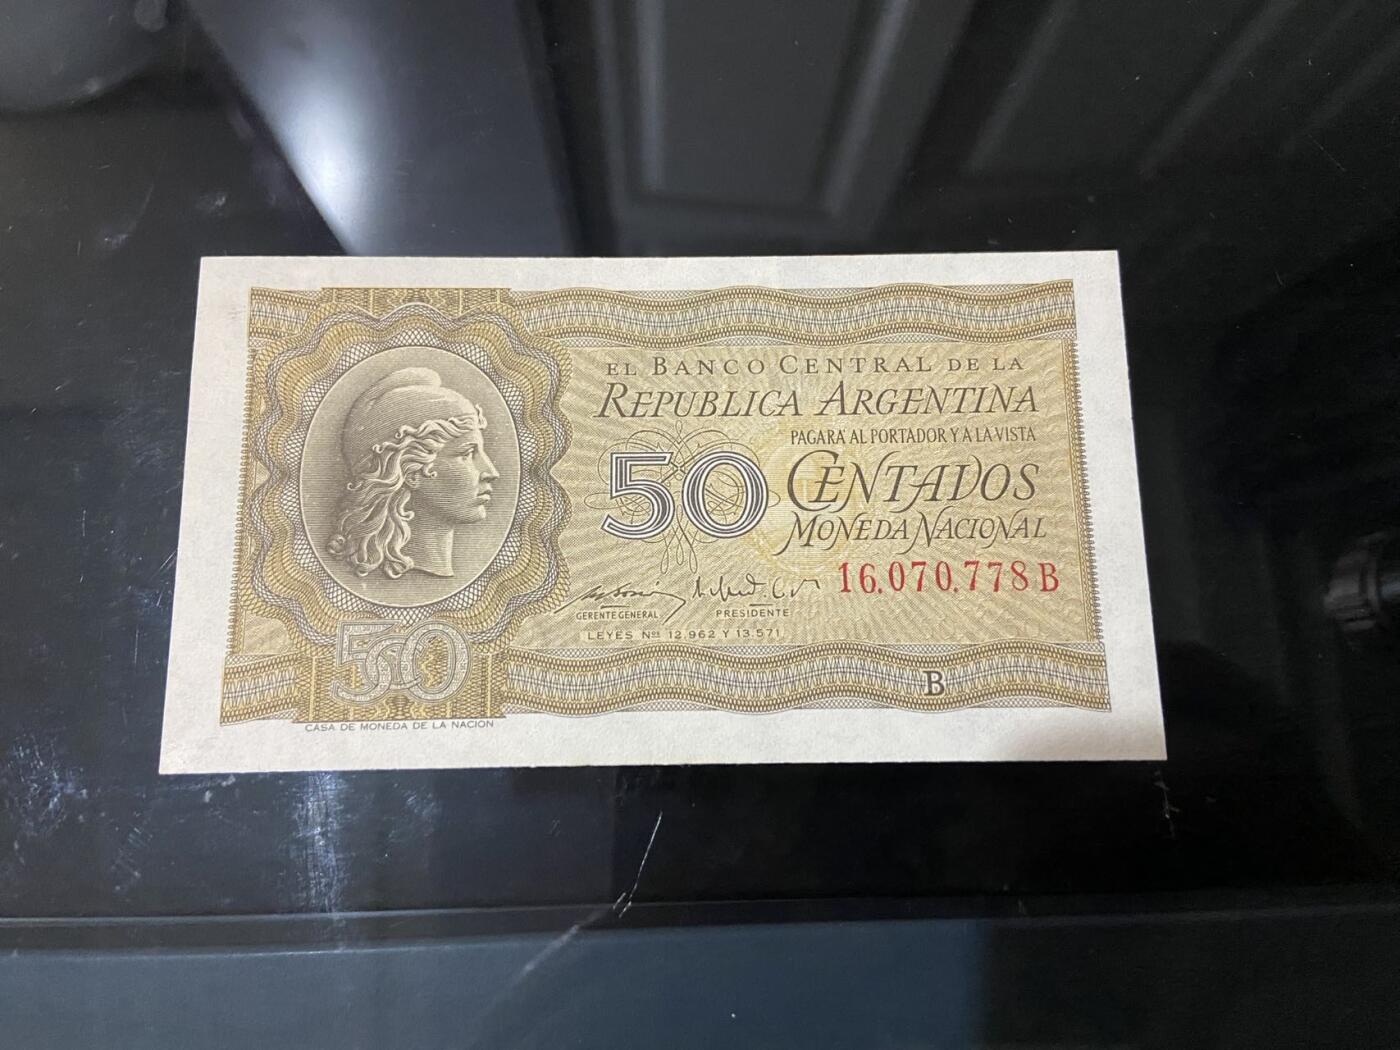 EL BANCO CENTRAL DE LA
REPUBLICA ARGENTINA
PAGARA AL PORTADOR Y A LA VISTA
50 CENTAVOS
MONEDA NACIONAL
16.070.778 B
GERENTE GENERAL PRESIDENTE
LEYES Nos 12.962 Y 13.571
50
B
CASA DE MONEDA DE LA NACION